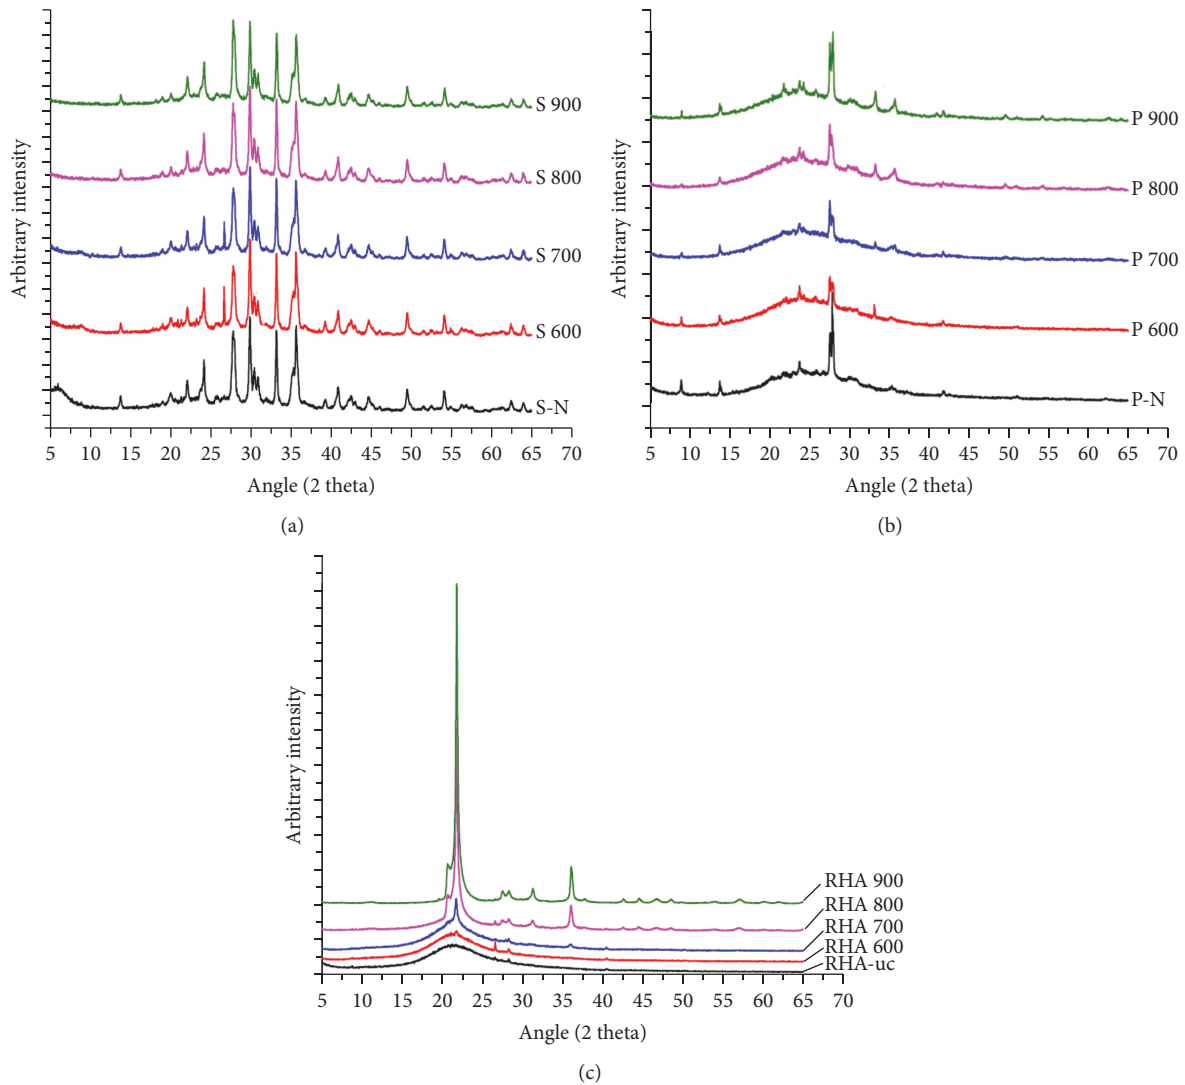 Arbitrary intensity
S 900
S 800
S 700
S 600
S-N
5 10 15 20 25 30 35 40 45 50 55 60 65 70
Angle (2 theta)
(a)
Arbitrary intensity
P 900
P 800
P 700
P 600
P-N
5 10 15 20 25 30 35 40 45 50 55 60 65 70
Angle (2 theta)
(b)
Arbitrary intensity
RHA 900
RHA 800
RHA 700
RHA 600
RHA-uc
5 10 15 20 25 30 35 40 45 50 55 60 65 70
Angle (2 theta)
(c)